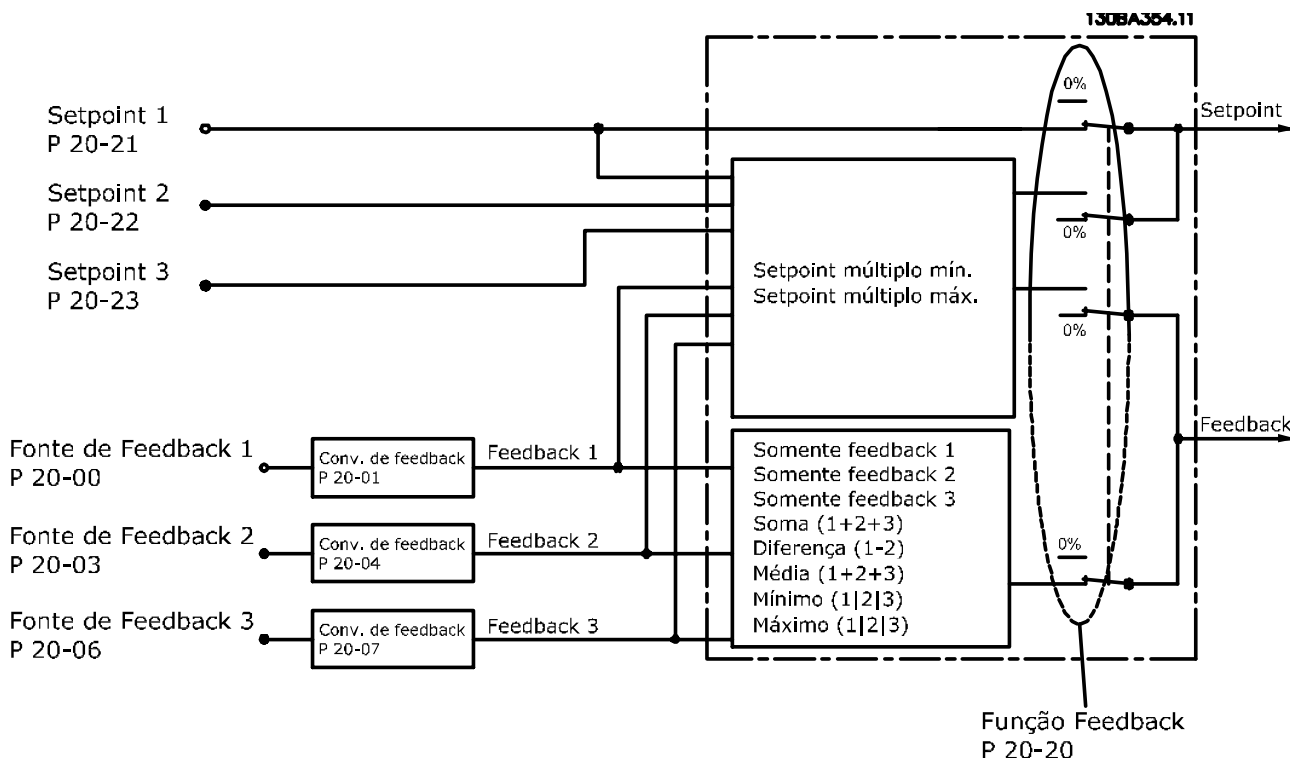 130BA354.11
0%
Setpoint 1
P 20-21
Setpoint
Setpoint 2
P 20-22
0%
Setpoint 3
P 20-23
Setpoint múltiplo mín.
Setpoint múltiplo máx.
0%
Feedback
Fonte de Feedback 1
P 20-00
Conv. de feedback
P 20-01
Feedback 1
Fonte de Feedback 2
P 20-03
Conv. de feedback
P 20-04
Feedback 2
Fonte de Feedback 3
P 20-06
Conv. de feedback
P 20-07
Feedback 3
Somente feedback 1
Somente feedback 2
Somente feedback 3
Soma (1+2+3)
Diferença (1-2)
Média (1+2+3)
Mínimo (1|2|3)
Máximo (1|2|3)
0%
Função Feedback
P 20-20